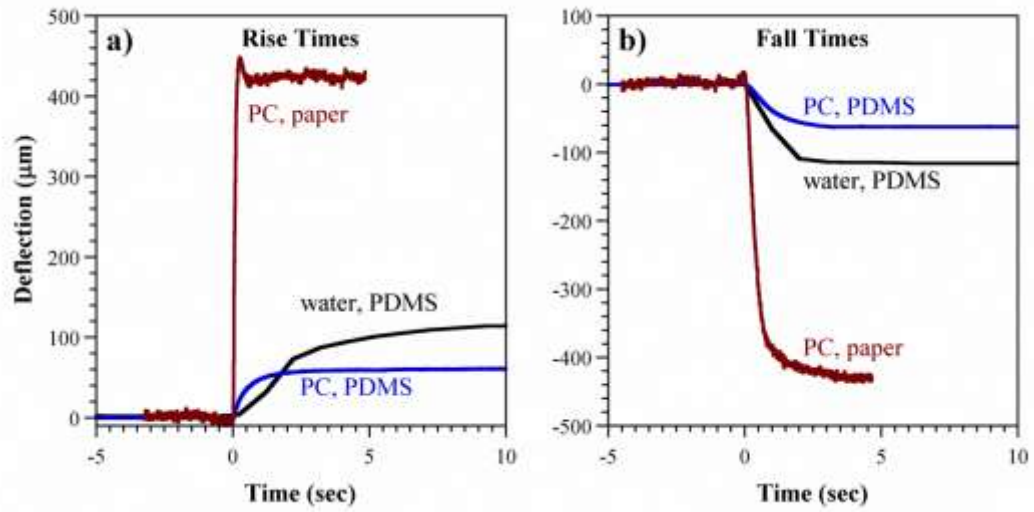 a)
Rise Times
500
400
300
200
100
0
Deflection (µm)
PC, paper
water, PDMS
PC, PDMS
-5
0
5
10
Time (sec)
b)
Fall Times
100
0
-100
-200
-300
-400
-500
PC, PDMS
water, PDMS
PC, paper
-5
0
5
10
Time (sec)